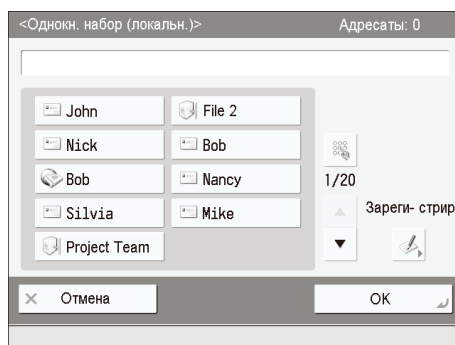 <Однокн. набор (локальн.)> Адресаты: 0
John File 2
Nick Bob
Bob Nancy
1/20
Silvia Mike
Зареги- стрир
Project Team
Отмена OK